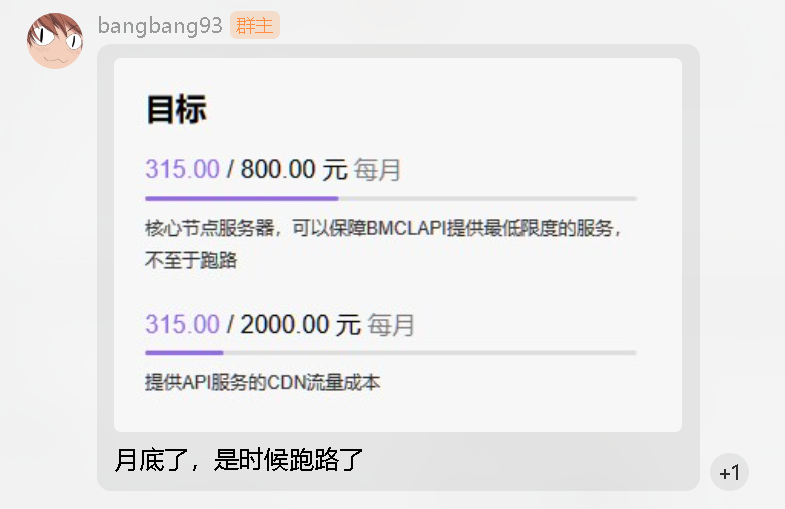 bangbang93 群主
目标
315.00 / 800.00 元 每月
核心节点服务器，可以保障BMCLAPI提供最低限度的服务，
不至于跑路
315.00 / 2000.00 元 每月
提供API服务的CDN流量成本
月底了，是时候跑路了
+1